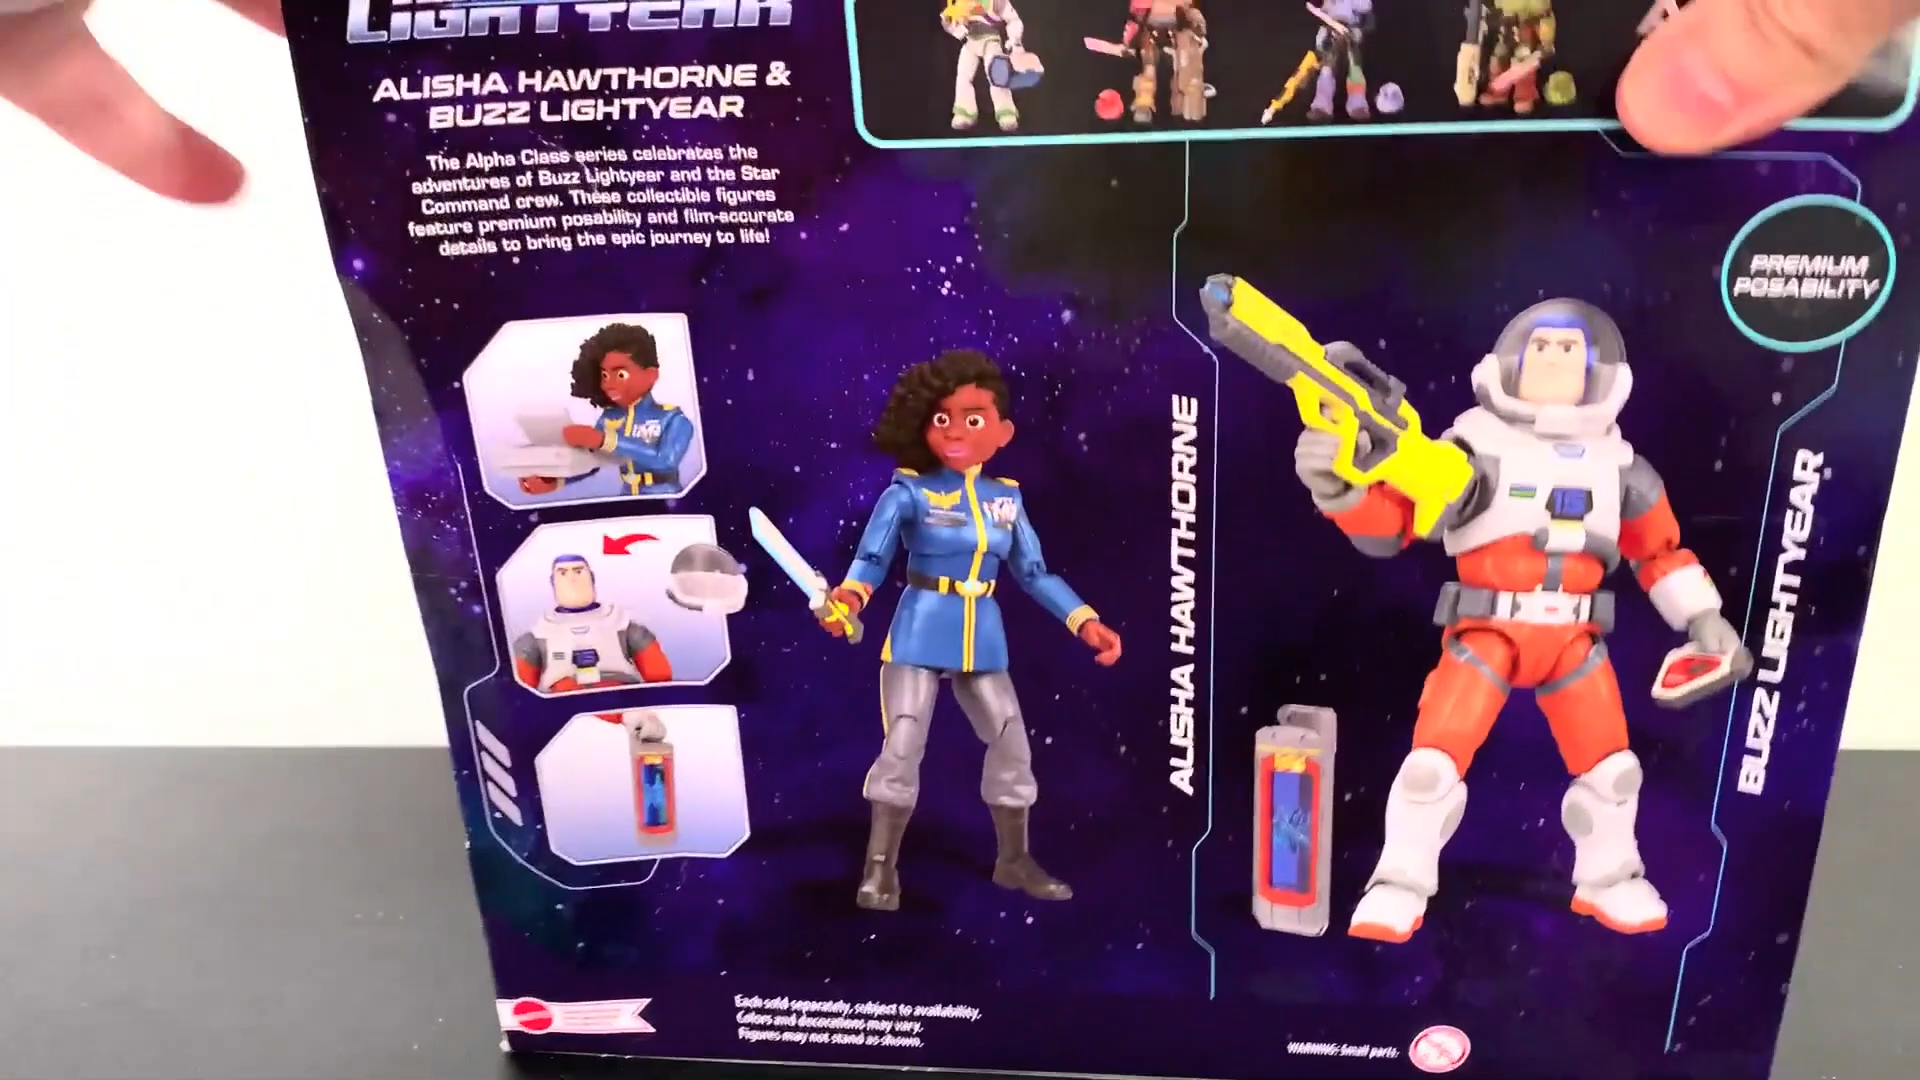 LIGHTYEAR
ALISHA HAWTHORNE &
BUZZ LIGHTYEAR
The Alpha Class series celebrates the
adventures of Buzz Lightyear and the Star
Command crew. These collectible figures
feature premium posability and film-accurate
details to bring the epic journey to life!
PREMIUM
POSABILITY
ALISHA HAWTHORNE
BUZZ LIGHTYEAR
15
Each sold separately, subject to availability.
Colors and decorations may vary.
Figures may not stand as shown.
WARNING: Small parts.